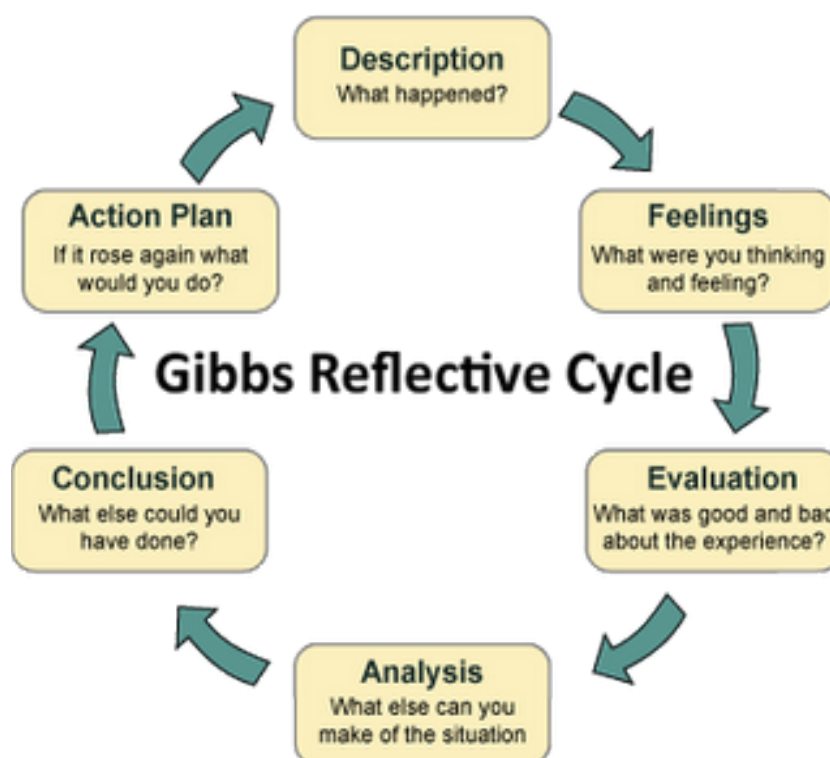 Description
What happened?
Feelings
What were you thinking
and feeling?
Evaluation
What was good and bad
about the experience?
Analysis
What else can you
make of the situation
Conclusion
What else could you
have done?
Action Plan
If it rose again what
would you do?
Gibbs Reflective Cycle